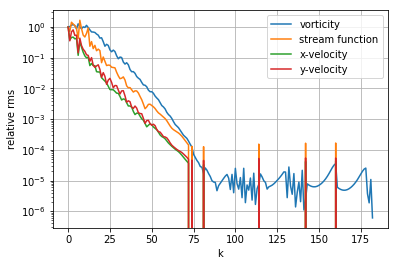 vorticity
stream function
x-velocity
y-velocity
relative rms
10⁰
10⁻¹
10⁻²
10⁻³
10⁻⁴
10⁻⁵
10⁻⁶
0 25 50 75 100 125 150 175
k